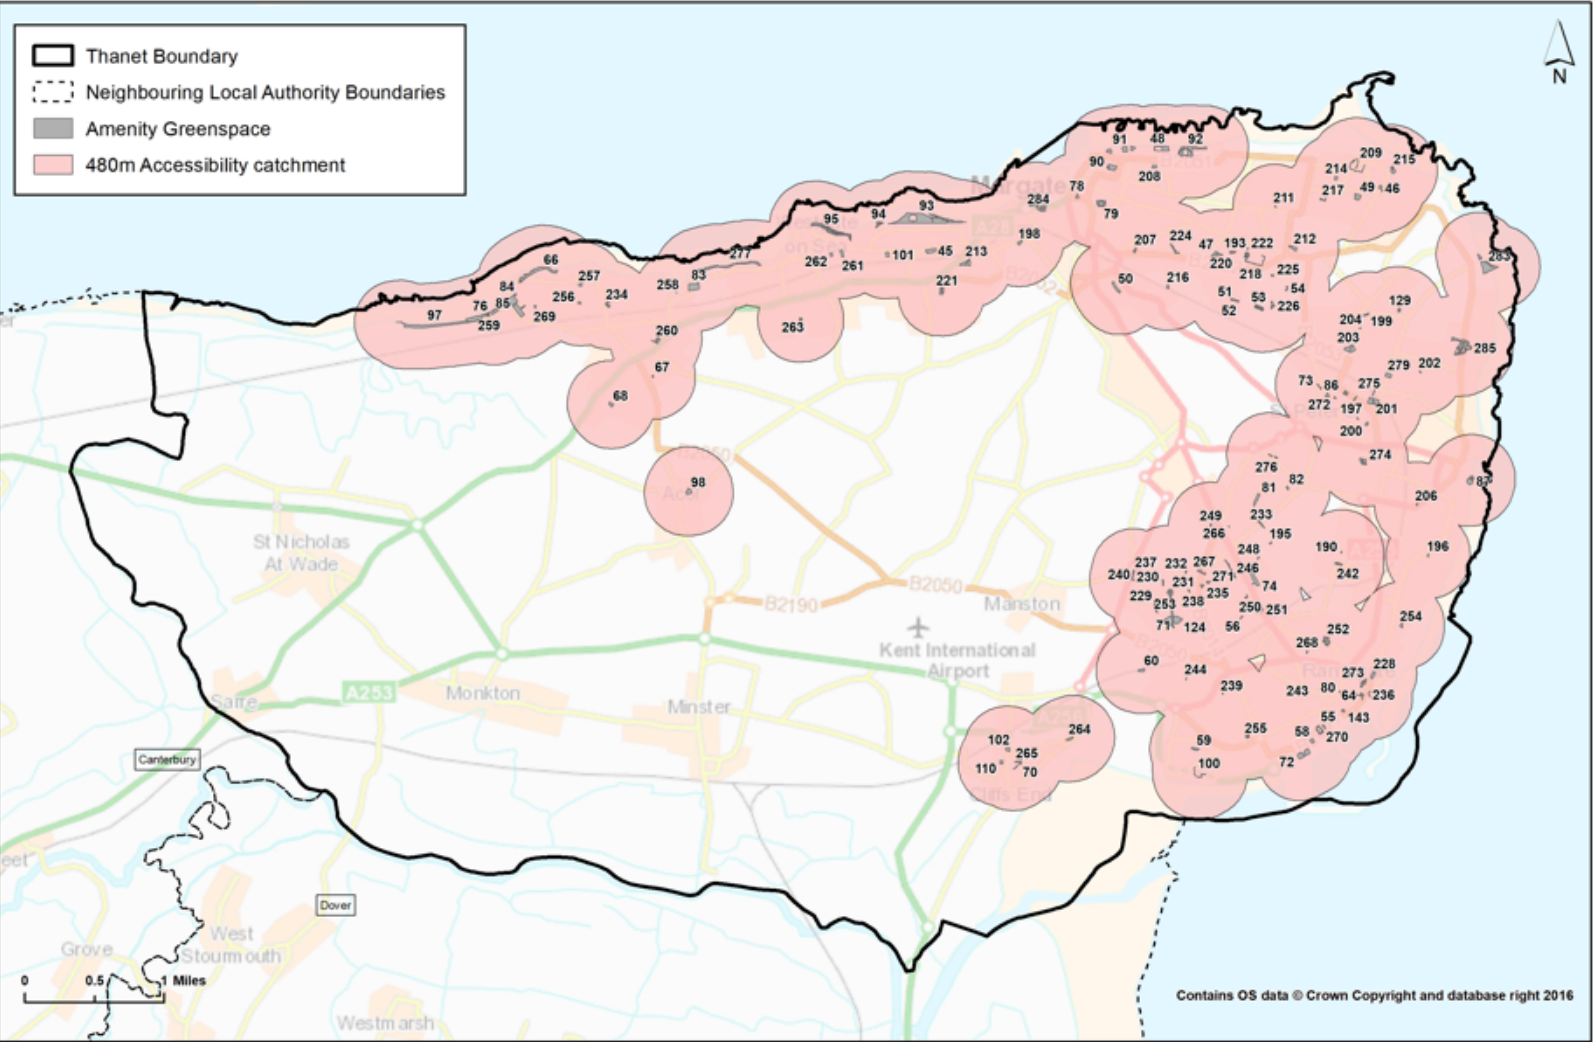 Thanet Boundary
Neighbouring Local Authority Boundaries
Amenity Greenspace
480m Accessibility catchment
N
91 48 92
90
208
209
215
214
217 49 46
211
78
79
284
Margate
93
94
95
198
207 224 47 193 222 212
220
218 225
216
54
50
51 53
52 226
277
262 261 101 45 213
221
on Sea
66
257
84
76 85
256 234
258 83
97
259 269
260
263
67
68
283
129
204 199
203
285
279 202
73 86 275
272 197 201
200
274
B2050
98
276
82
81
87
206
249 233
266 195
St Nicholas
At Wade
190
196
248
237 232 267
240 230 246
231 271
242
74
229 235
253 238
250 251
71 124 56
254
252
268
B2190
B2050
Manston
Kent International
Airport
60
244
239
273 228
243 80 64 236
55 143
58 270
255
59
72
100
Sarre
A253
Monkton
Minster
102 264
265
110 70
Cliffs End
Canterbury
Dover
Grove
West
Stourmouth
Westmarsh
0 0.5 1 Miles
Contains OS data © Crown Copyright and database right 2016